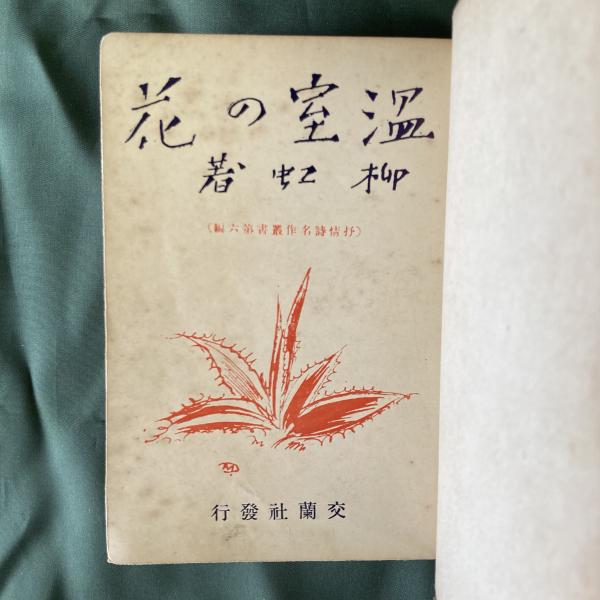 温室の花
柳虹著
(抒情詩名作叢書第六編)
交蘭社發行